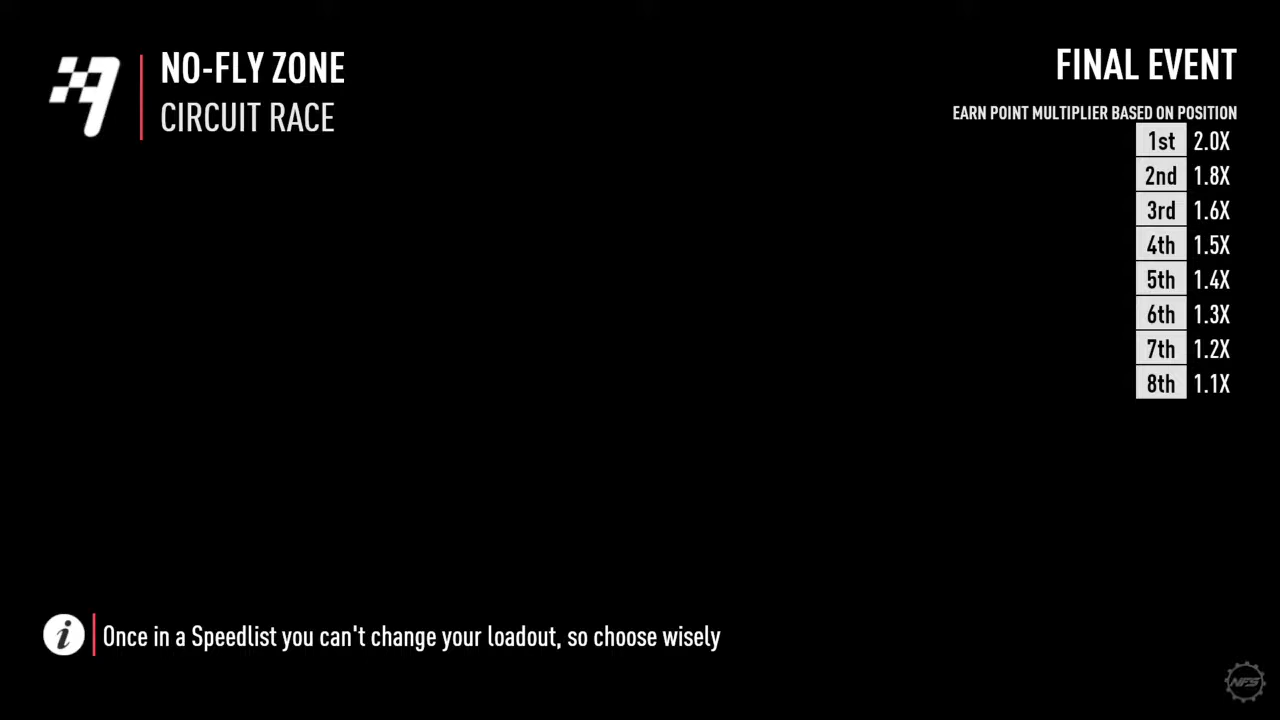 NO-FLY ZONE
CIRCUIT RACE
FINAL EVENT
EARN POINT MULTIPLIER BASED ON POSITION
1st 2.0X
2nd 1.8X
3rd 1.6X
4th 1.5X
5th 1.4X
6th 1.3X
7th 1.2X
8th 1.1X
i Once in a Speedlist you can't change your loadout, so choose wisely
NFS